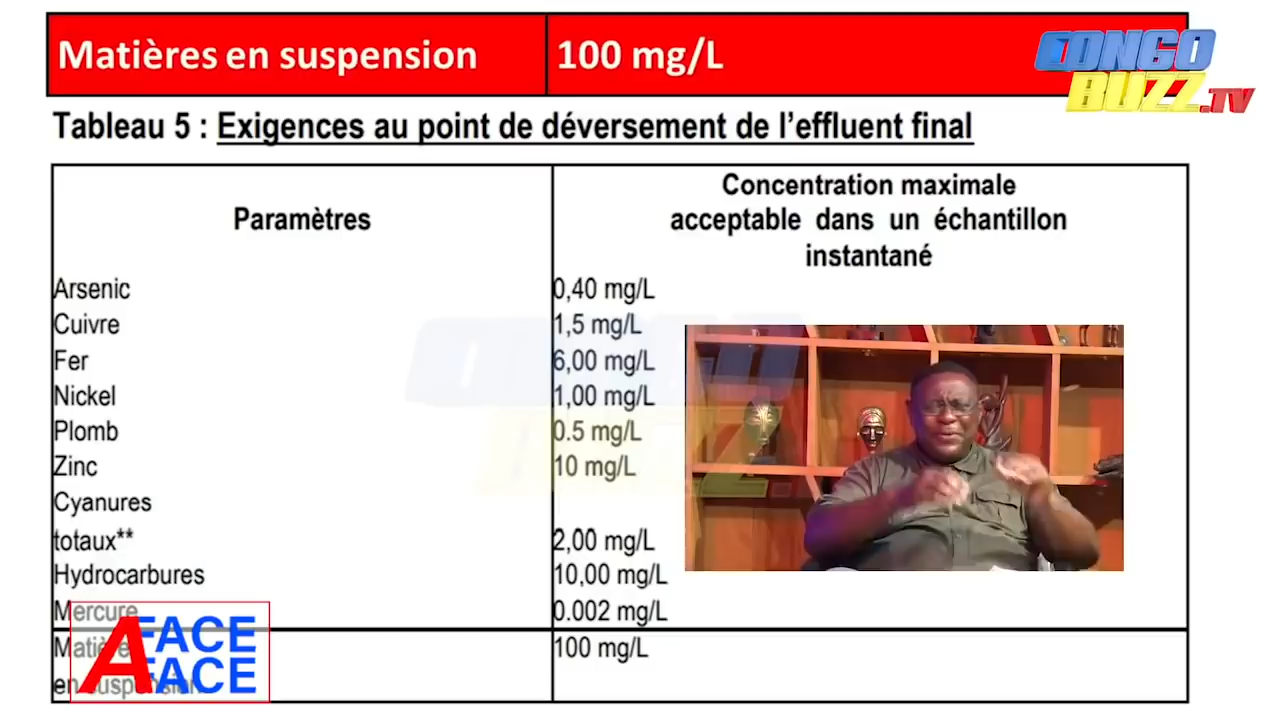 Matières en suspension 100 mg/L
CONGO
BUZZ.TV
Tableau 5 : Exigences au point de déversement de l'effluent final
Paramètres
Concentration maximale
acceptable dans un échantillon
instantané
Arsenic 0,40 mg/L
Cuivre 1,5 mg/L
Fer 6,00 mg/L
Nickel 1,00 mg/L
Plomb 0.5 mg/L
Zinc 10 mg/L
Cyanures
totaux** 2,00 mg/L
Hydrocarbures 10,00 mg/L
Mercure 0.002 mg/L
Matières 100 mg/L
en suspension
A FACE
FACE